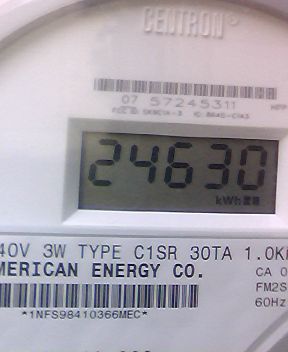 CENTRON®
07 57245311
24630
kWh
40V 3W TYPE C1SR 30TA 1.0K
MERICAN ENERGY CO.
CA 0
FM2S
60Hz
*1NFS98410366MEC*